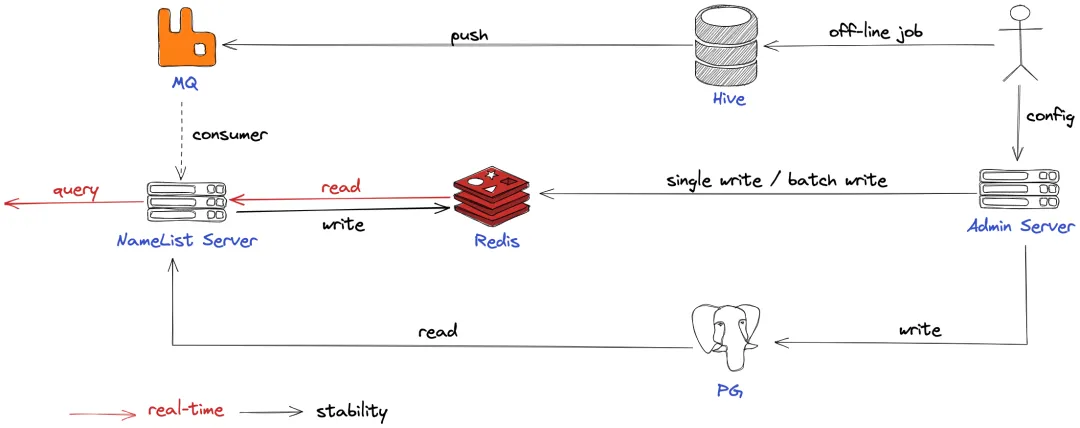 push
off-line job
MQ
Hive
config
consumer
query
read
single write / batch write
write
NameList Server
Redis
Admin Server
read
write
PG
real-time
stability